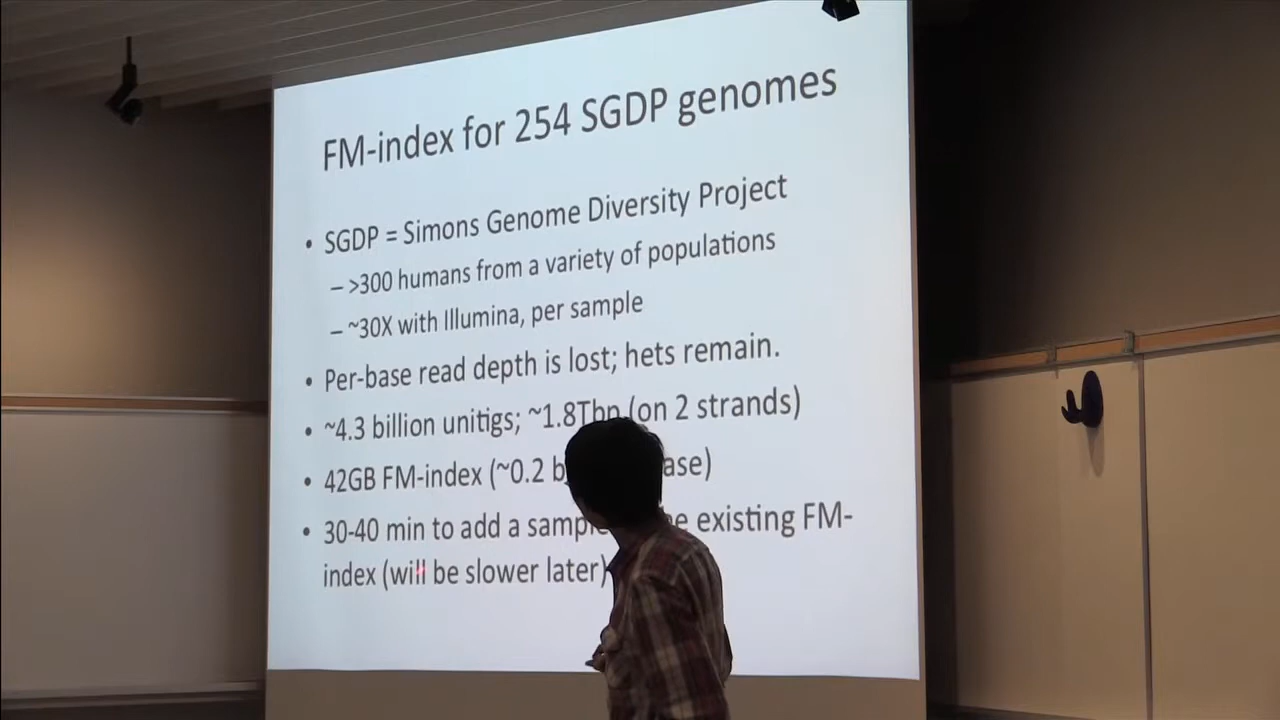 FM-index for 254 SGDP genomes
• SGDP = Simons Genome Diversity Project
– >300 humans from a variety of populations
– ~30X with Illumina, per sample
• Per-base read depth is lost; hets remain.
• ~4.3 billion unitigs; ~1.8Tbp (on 2 strands)
• 42GB FM-index (~0.2
• 30-40 min to add a sample existing FM-
index (will be slower later)